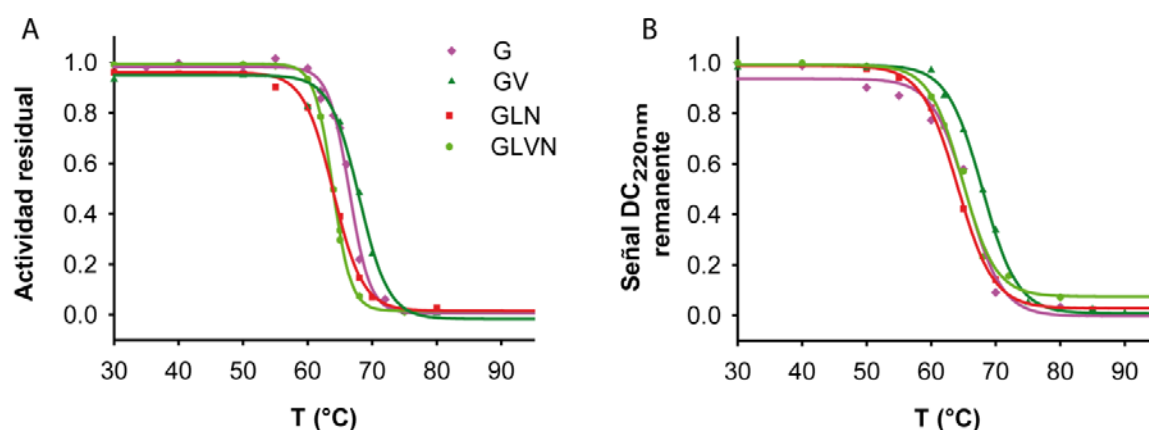 A
Actividad residual
1.0
0.8
0.6
0.4
0.2
0.0
30 40 50 60 70 80 90
T (°C)
G
GV
GLN
GLVN
B
Señal DC220nm
remanente
1.0
0.8
0.6
0.4
0.2
0.0
30 40 50 60 70 80 90
T (°C)